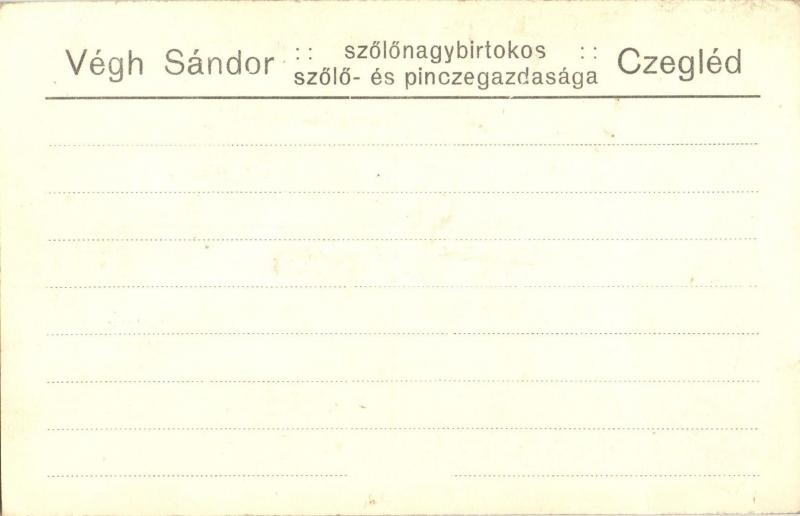 Végh Sándor :: szőlőnagybirtokos :: Czegléd
szőlő- és pinczegazdasága